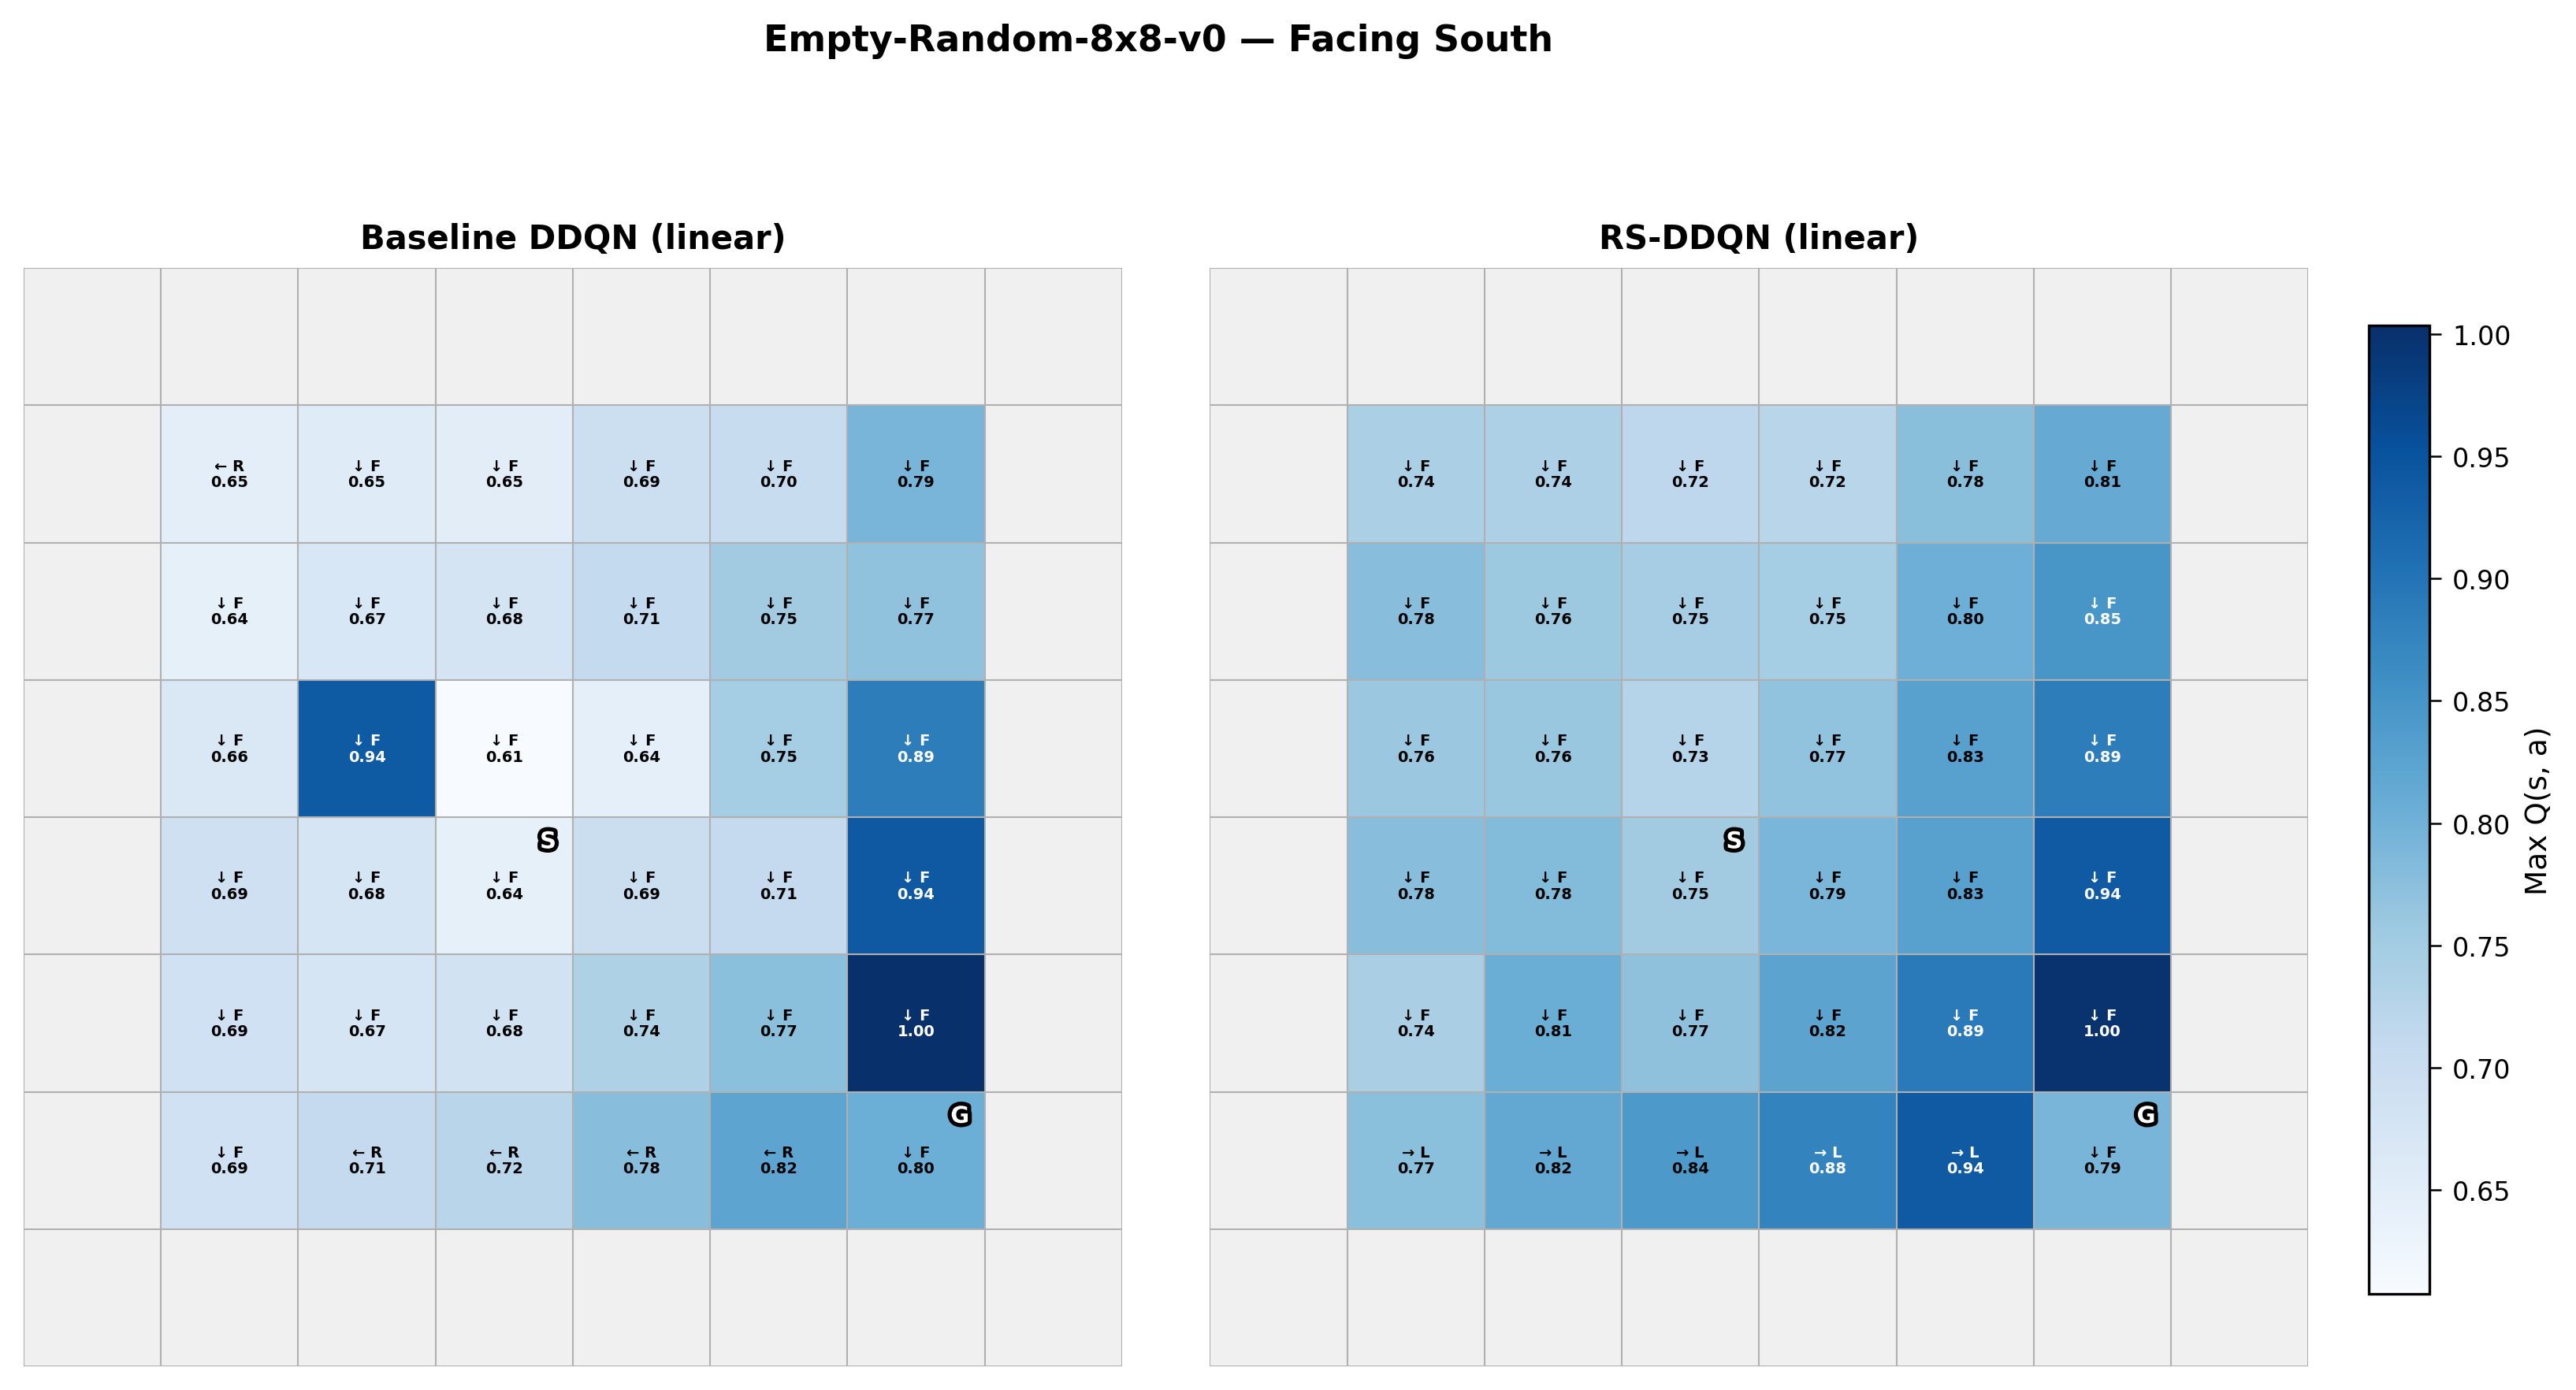 Empty-Random-8x8-v0 — Facing South
Baseline DDQN (linear)
← R ↓ F ↓ F ↓ F ↓ F ↓ F
0.65 0.65 0.65 0.69 0.70 0.79
↓ F ↓ F ↓ F ↓ F ↓ F ↓ F
0.64 0.67 0.68 0.71 0.75 0.77
↓ F ↓ F ↓ F ↓ F ↓ F ↓ F
0.66 0.94 0.61 0.64 0.75 0.89
S
↓ F ↓ F ↓ F ↓ F ↓ F ↓ F
0.69 0.68 0.64 0.69 0.71 0.94
↓ F ↓ F ↓ F ↓ F ↓ F ↓ F
0.69 0.67 0.68 0.74 0.77 1.00
G
↓ F ← R ← R ← R ← R ↓ F
0.69 0.71 0.72 0.78 0.82 0.80
RS-DDQN (linear)
↓ F ↓ F ↓ F ↓ F ↓ F ↓ F
0.74 0.74 0.72 0.72 0.78 0.81
↓ F ↓ F ↓ F ↓ F ↓ F ↓ F
0.78 0.76 0.75 0.75 0.80 0.85
↓ F ↓ F ↓ F ↓ F ↓ F ↓ F
0.76 0.76 0.73 0.77 0.83 0.89
S
↓ F ↓ F ↓ F ↓ F ↓ F ↓ F
0.78 0.78 0.75 0.79 0.83 0.94
↓ F ↓ F ↓ F ↓ F ↓ F ↓ F
0.74 0.81 0.77 0.82 0.89 1.00
G
→ L → L → L → L → L ↓ F
0.77 0.82 0.84 0.88 0.94 0.79
1.00
0.95
0.90
0.85
0.80
0.75
0.70
0.65
Max Q(s, a)